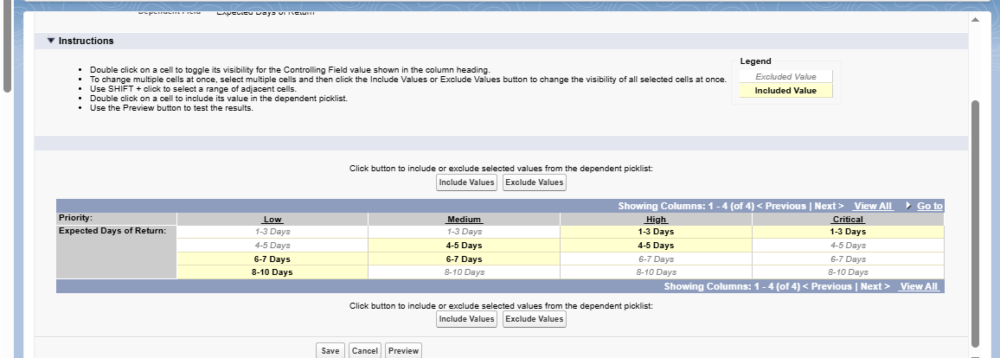 Dependent Field Expected Days of Return
Instructions
Double click on a cell to toggle its visibility for the Controlling Field value shown in the column heading.
To change multiple cells at once, select multiple cells and then click the Include Values or Exclude Values button to change the visibility of all selected cells at once.
Use SHIFT + click to select a range of adjacent cells.
Double click on a cell to include its value in the dependent picklist.
Use the Preview button to test the results.
Legend
Excluded Value
Included Value
Click button to include or exclude selected values from the dependent picklist:
Include Values Exclude Values
Showing Columns: 1 - 4 (of 4) < Previous | Next > View All Go to
Priority: Low Medium High Critical
Expected Days of Return: 1-3 Days 1-3 Days 1-3 Days 1-3 Days
4-5 Days 4-5 Days 4-5 Days 4-5 Days
6-7 Days 6-7 Days 6-7 Days 6-7 Days
8-10 Days 8-10 Days 8-10 Days 8-10 Days
Showing Columns: 1 - 4 (of 4) < Previous | Next > View All
Click button to include or exclude selected values from the dependent picklist:
Include Values Exclude Values
Save Cancel Preview